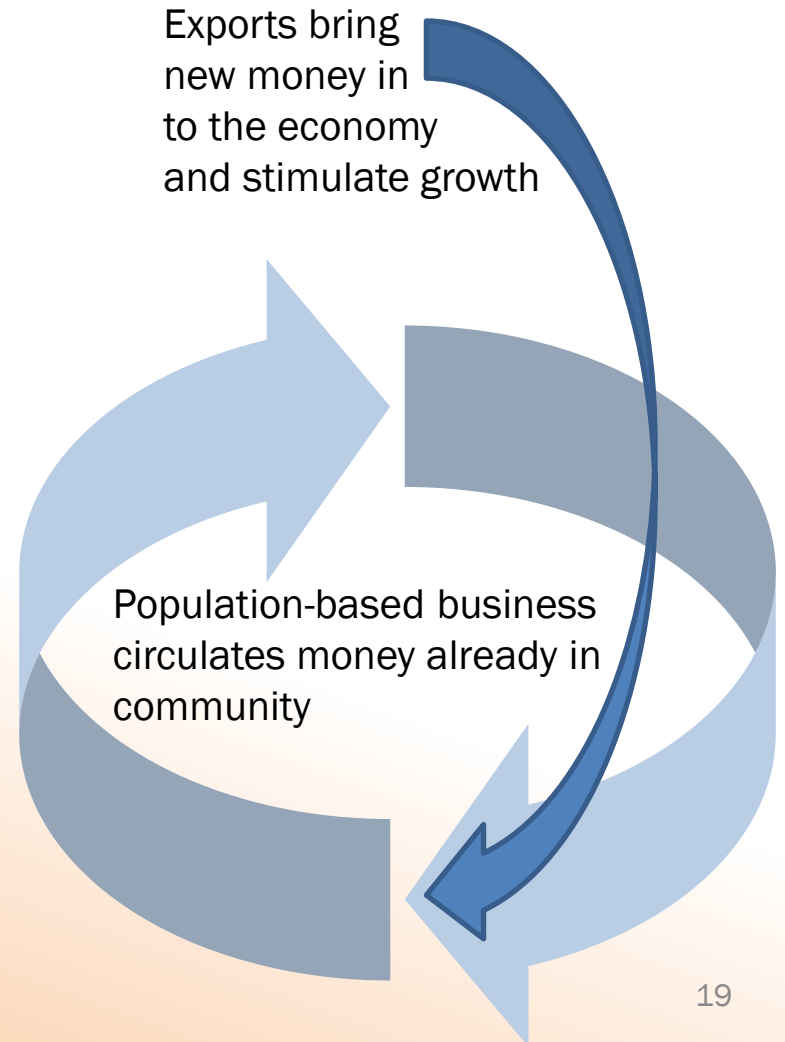 Exports bring
new money in
to the economy
and stimulate growth
Population-based business
circulates money already in
community
19